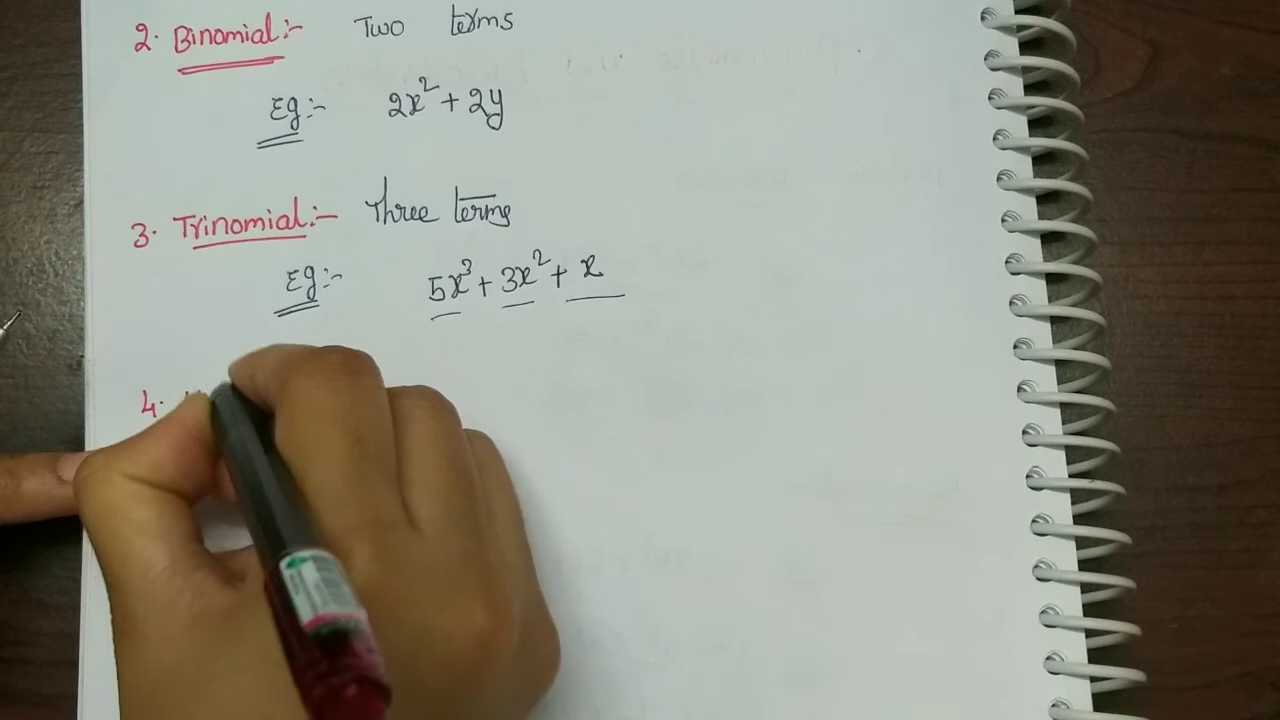 2. Binomial:- Two terms
Eg:- 2x² + 2y
3. Trinomial:- Three terms
Eg:- 5x³ + 3x² + x
4.